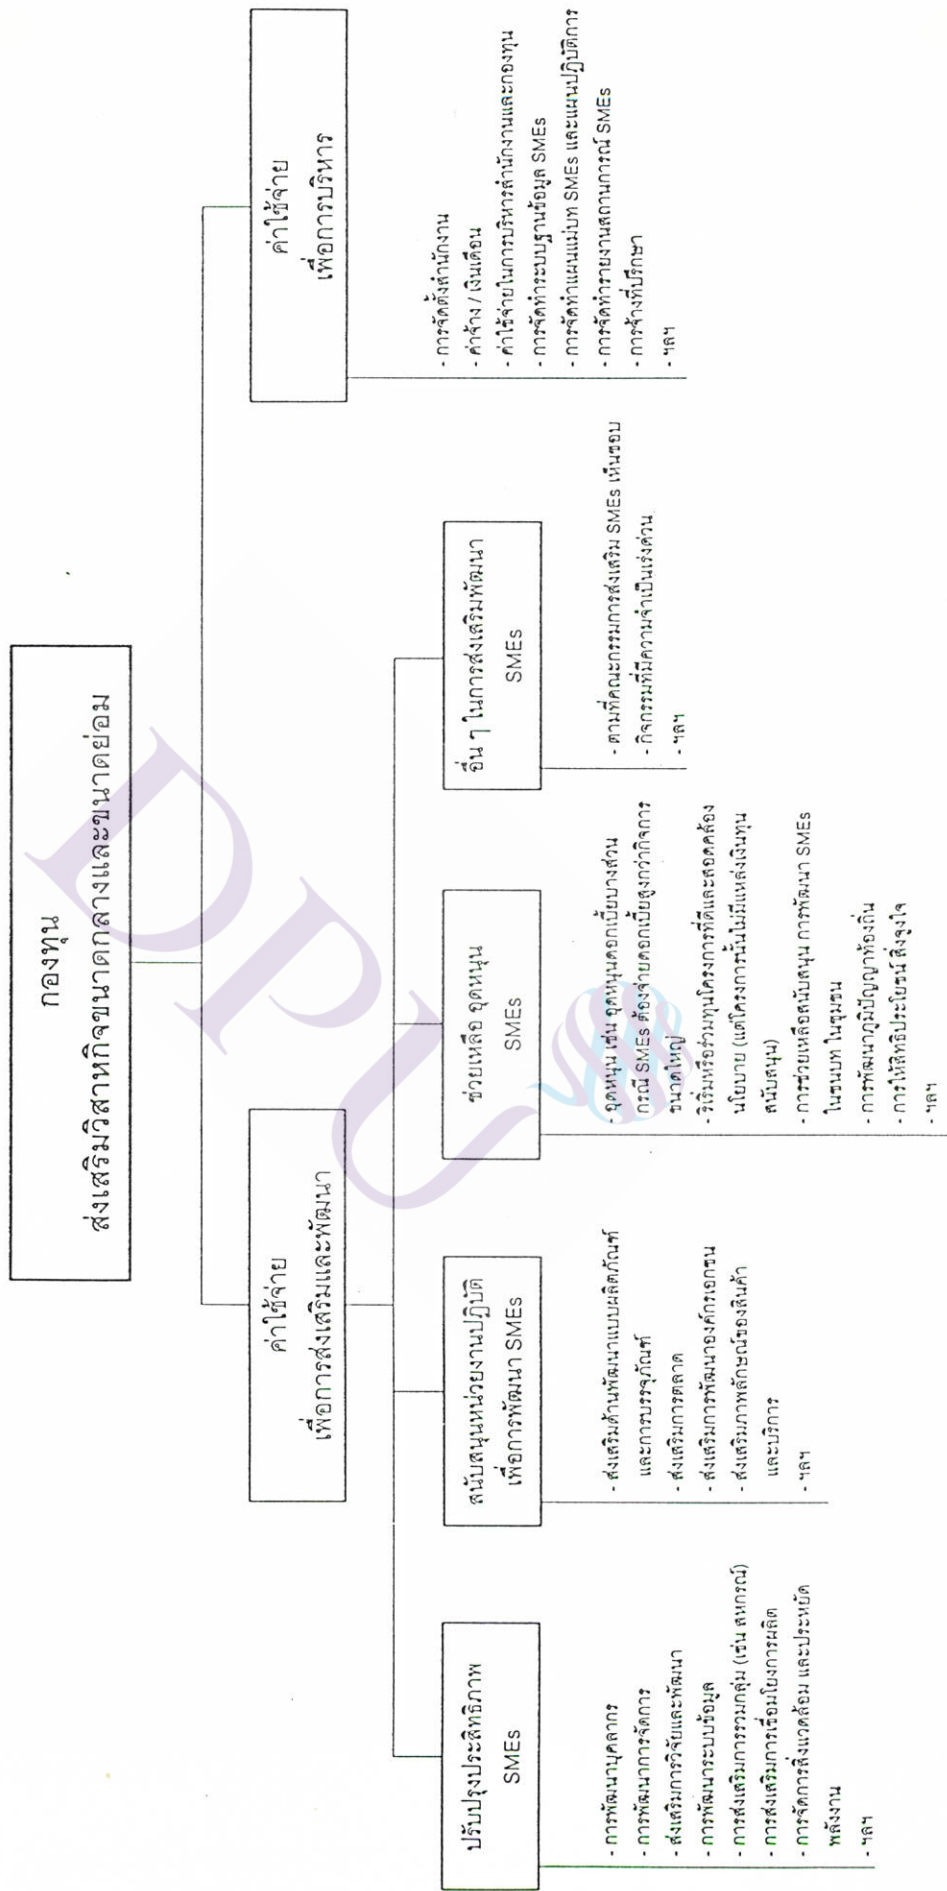 กองทุน
ส่งเสริมวิสาหกิจขนาดกลางและขนาดย่อม
ค่าใช้จ่าย
เพื่อการส่งเสริมและพัฒนา
ค่าใช้จ่าย
เพื่อการบริหาร
ปรับปรุงประสิทธิภาพ
SMEs
- การพัฒนาบุคลากร
- การพัฒนาการจัดการ
- ส่งเสริมการวิจัยและพัฒนา
- การพัฒนาระบบข้อมูล
- การส่งเสริมการรวมกลุ่ม (เช่น สหกรณ์)
- การส่งเสริมการเชื่อมโยงการผลิต
- การจัดการสิ่งแวดล้อม และประหยัด
พลังงาน
- ฯลฯ
สนับสนุนหน่วยงานปฏิบัติ
เพื่อการพัฒนา SMEs
- ส่งเสริมด้านพัฒนาแบบผลิตภัณฑ์
และการบรรจุภัณฑ์
- ส่งเสริมการตลาด
- ส่งเสริมการพัฒนาองค์กรเอกชน
- ส่งเสริมภาพลักษณ์ของสินค้า
และบริการ
- ฯลฯ
ช่วยเหลือ อุดหนุน
SMEs
- อุดหนุน เช่น อุดหนุนดอกเบี้ยบางส่วน
กรณี SMEs ต้องจ่ายดอกเบี้ยสูงกว่ากิจการ
ขนาดใหญ่
- ริเริ่มหรือร่วมทุนโครงการที่ดีและสอดคล้อง
นโยบาย (แต่โครงการนั้นไม่มีแหล่งเงินทุน
สนับสนุน)
- การช่วยเหลือสนับสนุน การพัฒนา SMEs
ในชนบท ในชุมชน
- การพัฒนาภูมิปัญญาท้องถิ่น
- การให้สิทธิประโยชน์ สิ่งจูงใจ
- ฯลฯ
อื่น ๆ ในการส่งเสริมพัฒนา
SMEs
- ตามที่คณะกรรมการส่งเสริม SMEs เห็นชอบ
- กิจกรรมที่มีความจำเป็นเร่งด่วน
- ฯลฯ
- การจัดตั้งสำนักงาน
- ค่าจ้าง / เงินเดือน
- ค่าใช้จ่ายในการบริหารสำนักงานและกองทุน
- การจัดทำระบบฐานข้อมูล SMEs
- การจัดทำแผนแม่บท SMEs และแผนปฏิบัติการ
- การจัดทำรายงานสถานการณ์ SMEs
- การจ้างที่ปรึกษา
- ฯลฯ
DPU